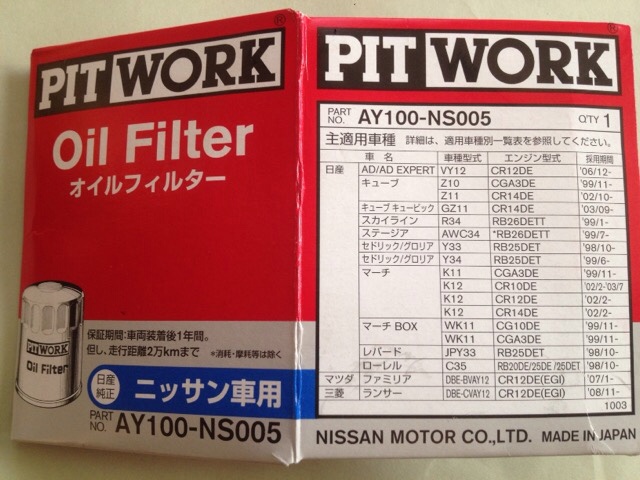 PIT WORK ®
Oil Filter
オイルフィルター
保証期間:車両装着後1年間。
但し、走行距離2万kmまで *消耗・摩耗等は除く
PIT WORK
Oil Filter
日産純正 ニッサン車用
PART NO. AY100-NS005
PIT WORK ®
PART NO. AY100-NS005 Q'TY 1
主適用車種 詳細は、適用車種別一覧表を参照してください。
車名 車種型式 エンジン型式 採用期間
日産 AD/AD EXPERT VY12 CR12DE '06/12-
キューブ Z10 CGA3DE '99/11-
Z11 CR14DE '02/10-
キューブ キュービック GZ11 CR14DE '03/09-
スカイライン R34 RB26DETT '99/1-
ステージア AWC34 *RB26DETT '99/7-
セドリック/グロリア Y33 RB25DET '98/10-
セドリック/グロリア Y34 RB25DET '99/6-
マーチ K11 CGA3DE '99/11-
K12 CR10DE '02/2-'03/7
K12 CR12DE '02/2-
K12 CR14DE '02/2-
マーチ BOX WK11 CG10DE '99/11-
WK11 CGA3DE '99/11-
レパード JPY33 RB25DET '98/10-
ローレル C35 RB20DE/25DE/25DET '98/10-
マツダ ファミリア DBE-BVAY12 CR12DE(EGI) '07/1-
三菱 ランサー DBE-CVAY12 CR12DE(EGI) '08/11-
1003
NISSAN MOTOR CO.,LTD. MADE IN JAPAN